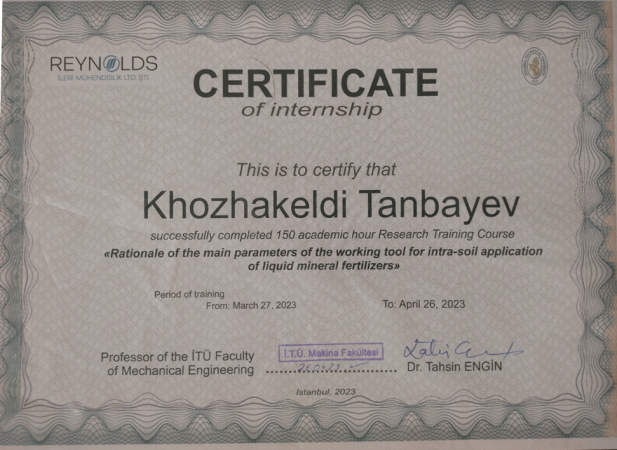 REYNOLDS
İLERİ MÜHENDİSLİK LTD. ŞTİ.
CERTIFICATE
of internship
This is to certify that
Khozhakeldi Tanbayev
successfully completed 150 academic hour Research Training Course
«Rationale of the main parameters of the working tool for intra-soil application
of liquid mineral fertilizers»
Period of training
From: March 27, 2023
To: April 26, 2023
Professor of the İTÜ Faculty
of Mechanical Engineering
İ.T.Ü. Makina Fakültesi
Dr. Tahsin ENGİN
Istanbul, 2023